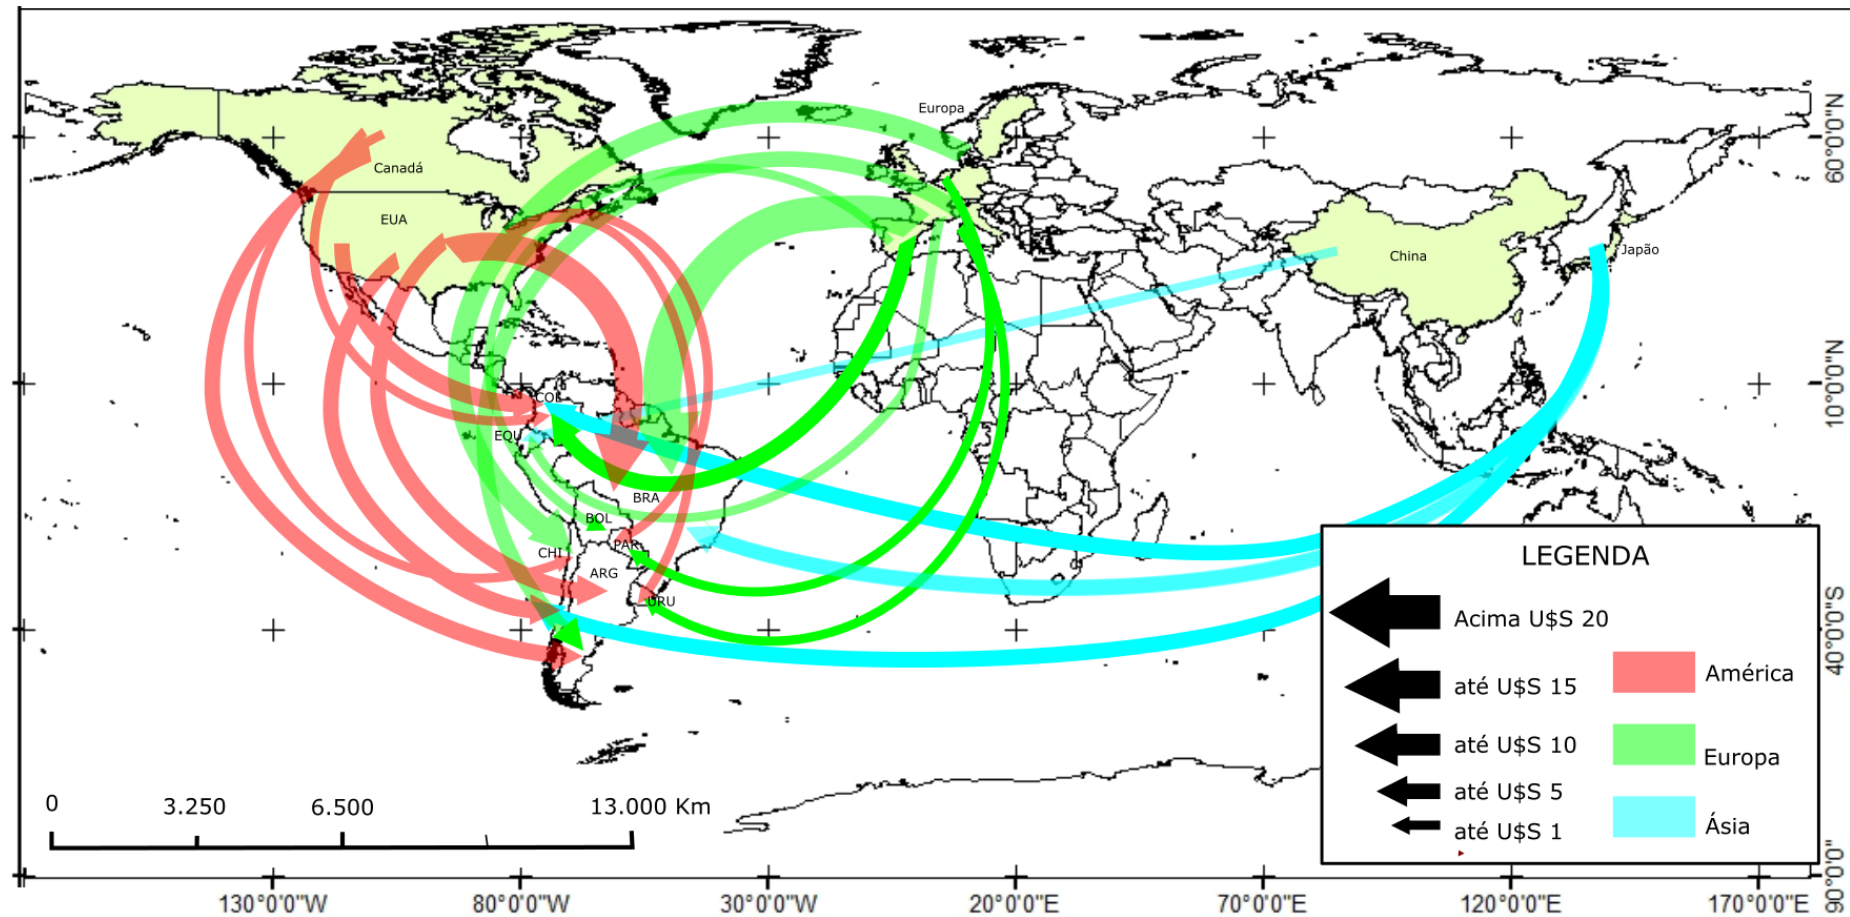 Europa
Canadá
EUA
China
Japão
COL
EQU
BRA
BOL
PAR
CHI
ARG
URU
60°0'0"N
10°0'0"N
40°0'0"S
90°0'0"
LEGENDA
Acima U$S 20
até U$S 15
até U$S 10
até U$S 5
até U$S 1
América
Europa
Ásia
0 3.250 6.500 13.000 Km
130°0'0"W 80°0'0"W 30°0'0"W 20°0'0"E 70°0'0"E 120°0'0"E 170°0'0"W